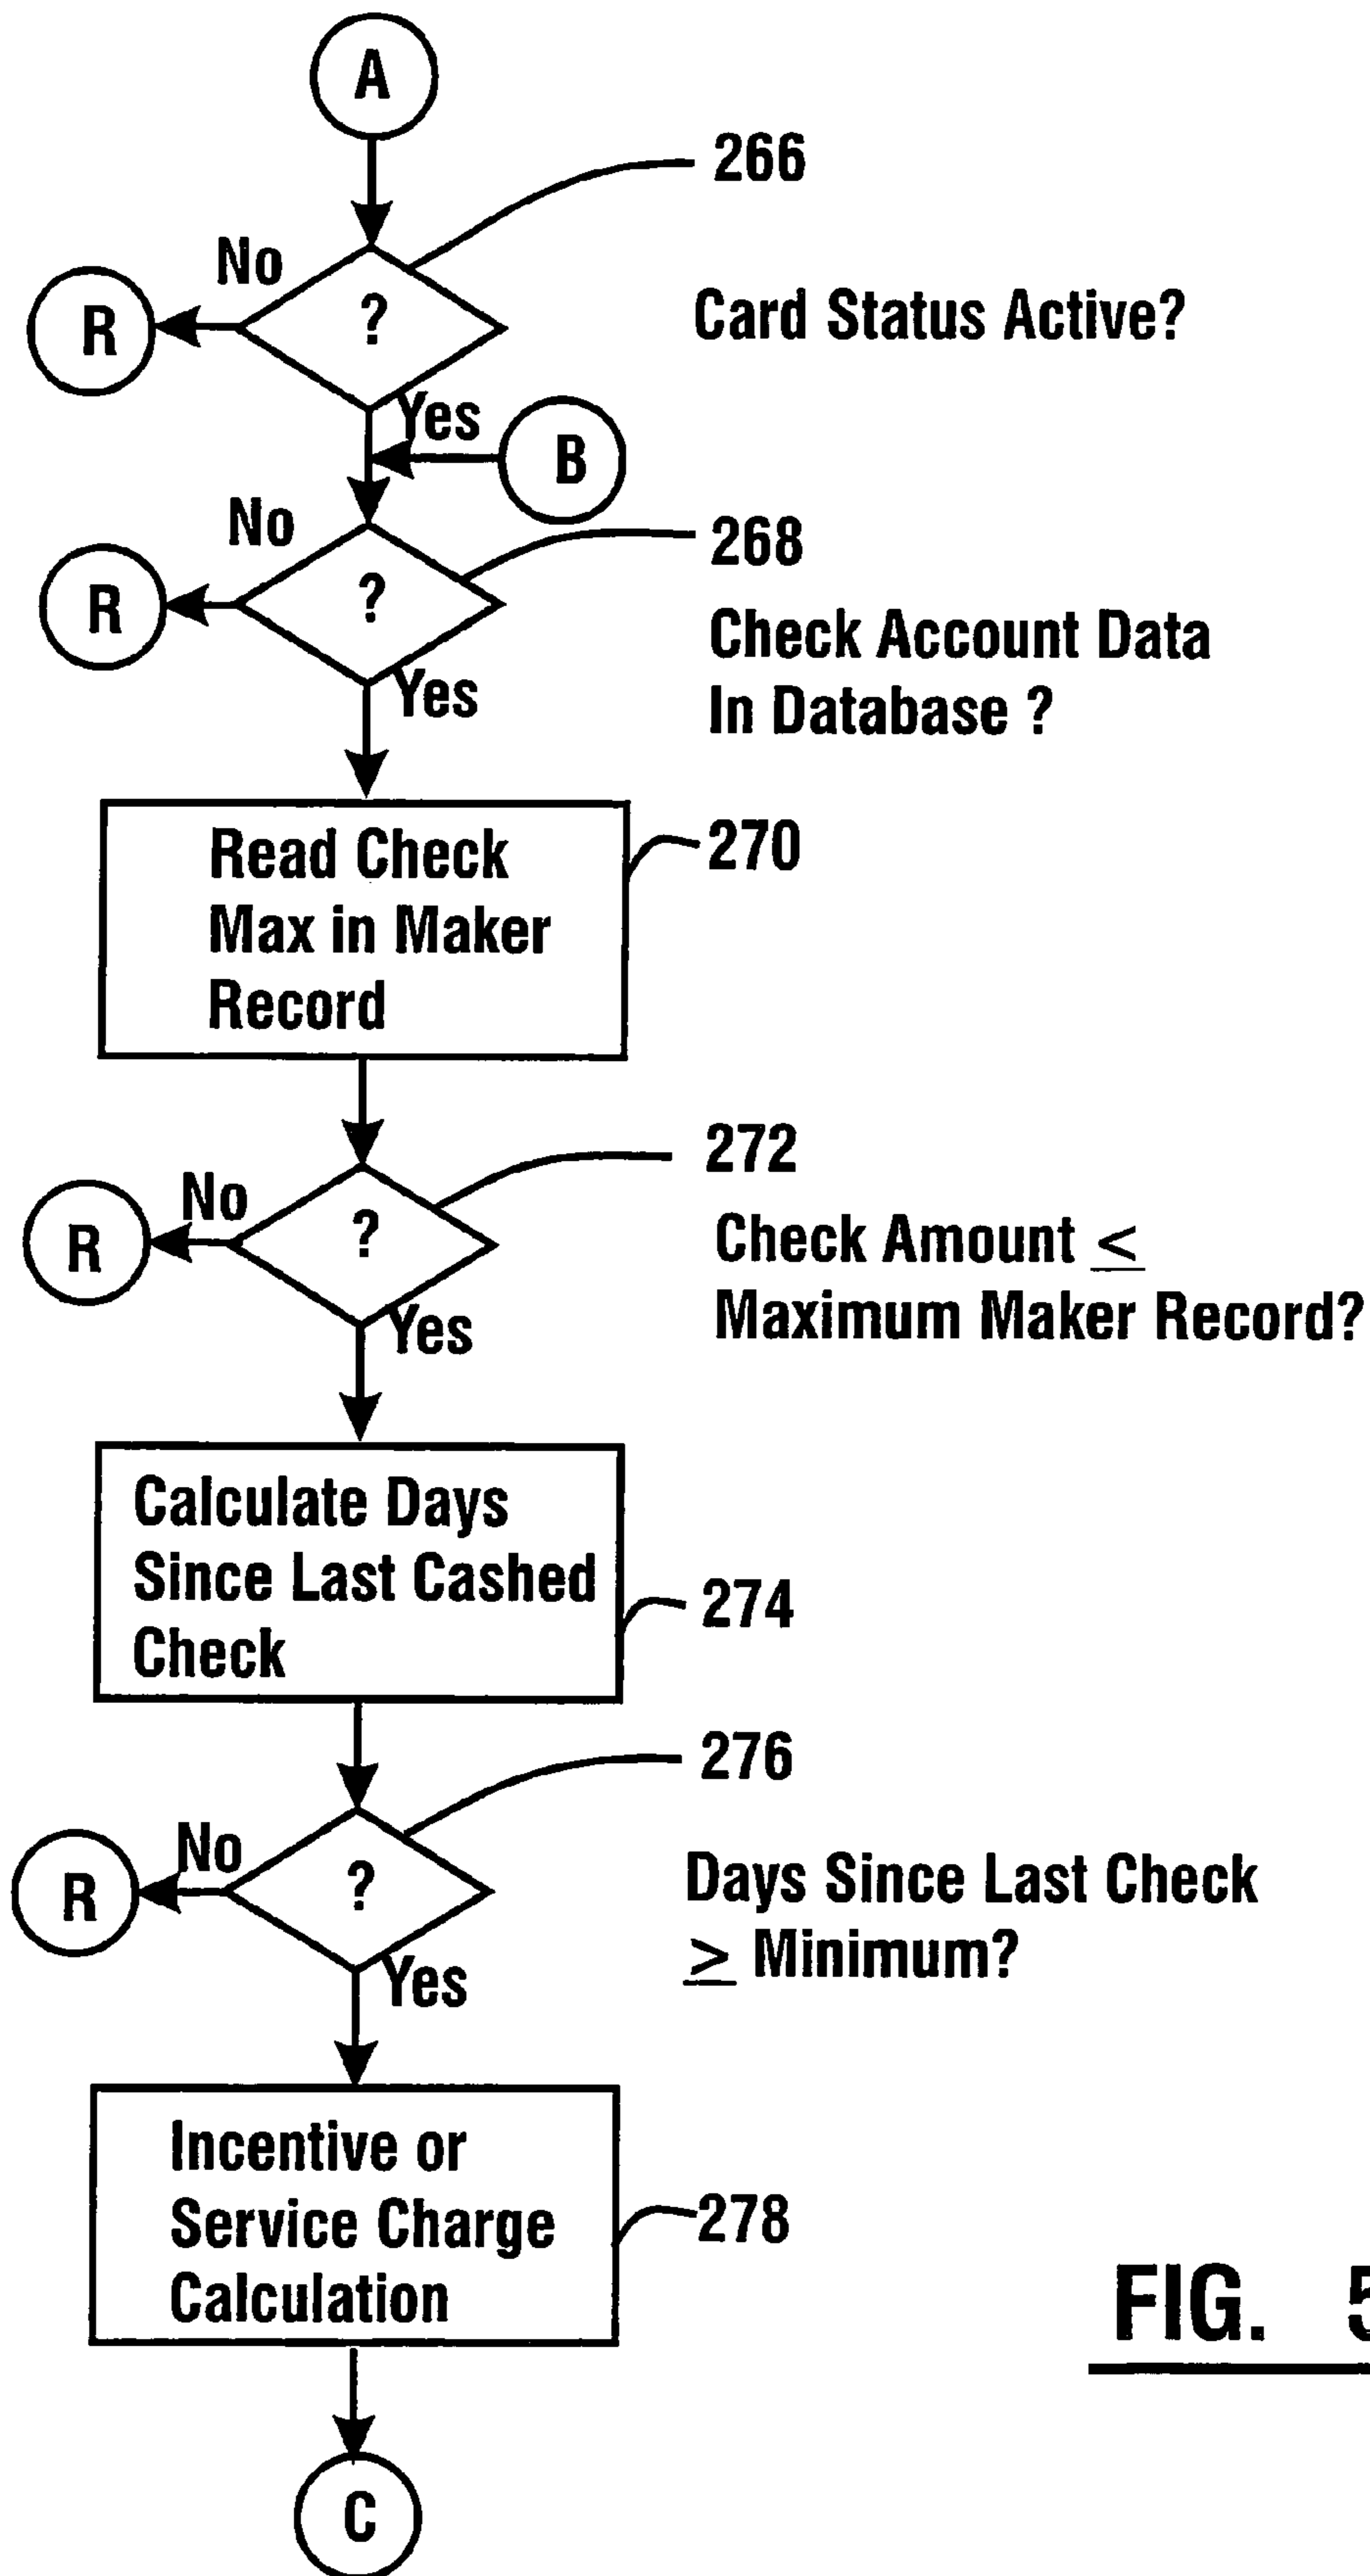 A
266
No
?
R
Card Status Active?
Yes
B
No
268
?
R
Check Account Data
In Database ?
Yes
Read Check
Max in Maker
Record
270
272
No
?
R
Check Amount ≤
Maximum Maker Record?
Yes
Calculate Days
Since Last Cashed
Check
274
276
No
?
R
Days Since Last Check
≥ Minimum?
Yes
Incentive or
Service Charge
Calculation
278
FIG. 5
C